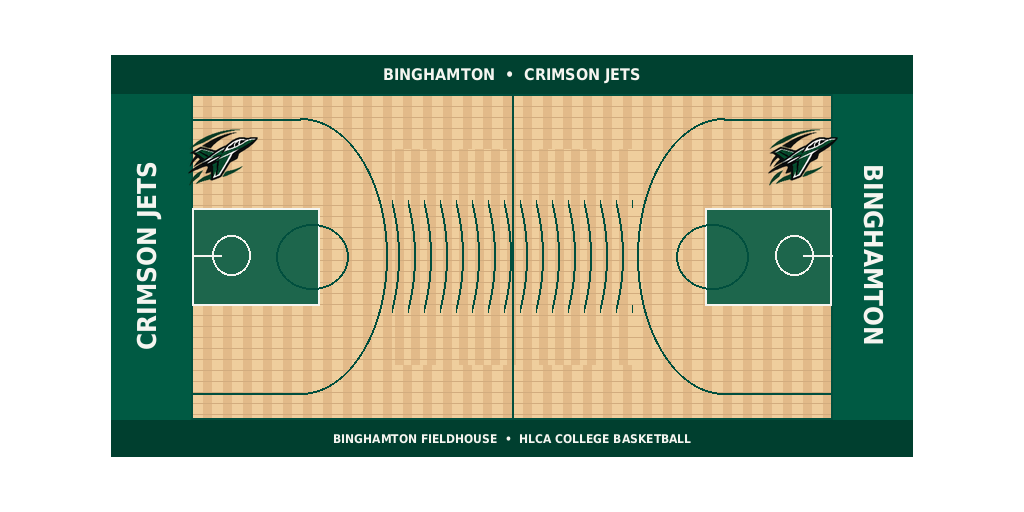 BINGHAMTON • CRIMSON JETS
CRIMSON JETS
BINGHAMTON
BINGHAMTON FIELDHOUSE • HLCA COLLEGE BASKETBALL